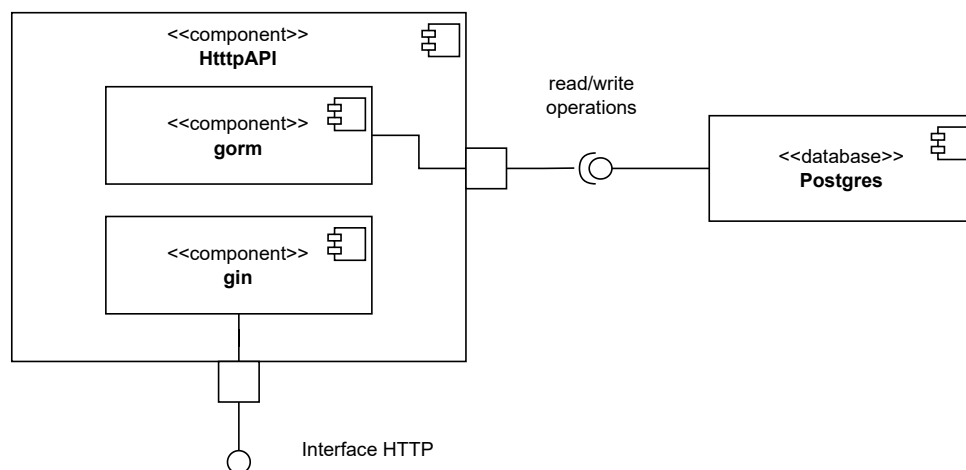 <<component>>
HtttpAPI
<<component>>
gorm
<<component>>
gin
read/write
operations
<<database>>
Postgres
Interface HTTP